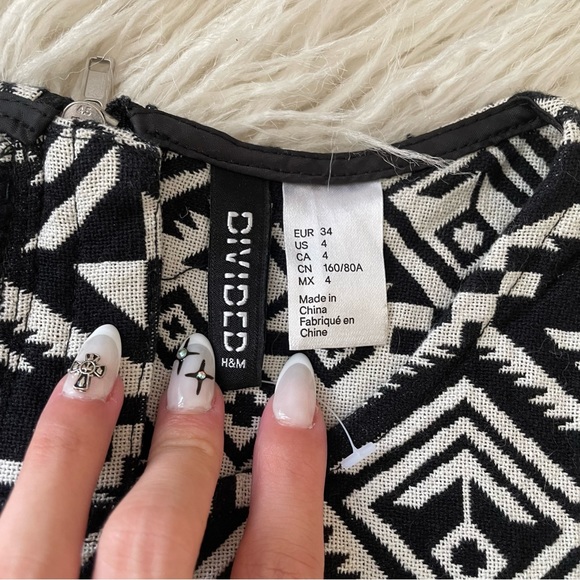 DIVIDED
H&M
EUR 34
US 4
CA 4
CN 160/80A
MX 4
Made in
China
Fabriqué en
Chine